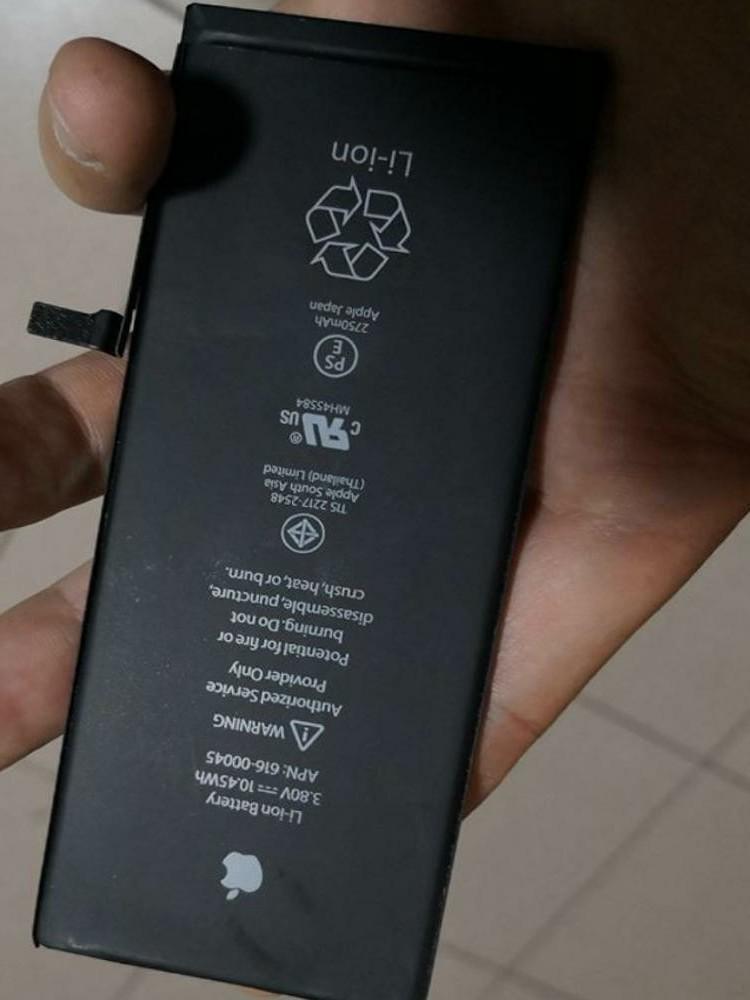 Li-ion Battery
3.80V ⎓ 10.45Wh
APN: 616-00045
WARNING
Authorized Service
Provider Only
Potential for fire or
burning. Do not
disassemble, puncture,
crush, heat, or burn.
TIS 2217-2548
Apple South Asia
(Thailand) Limited
C RU® US
MH45584
PS E
2750mAh
Apple Japan
Li-ion